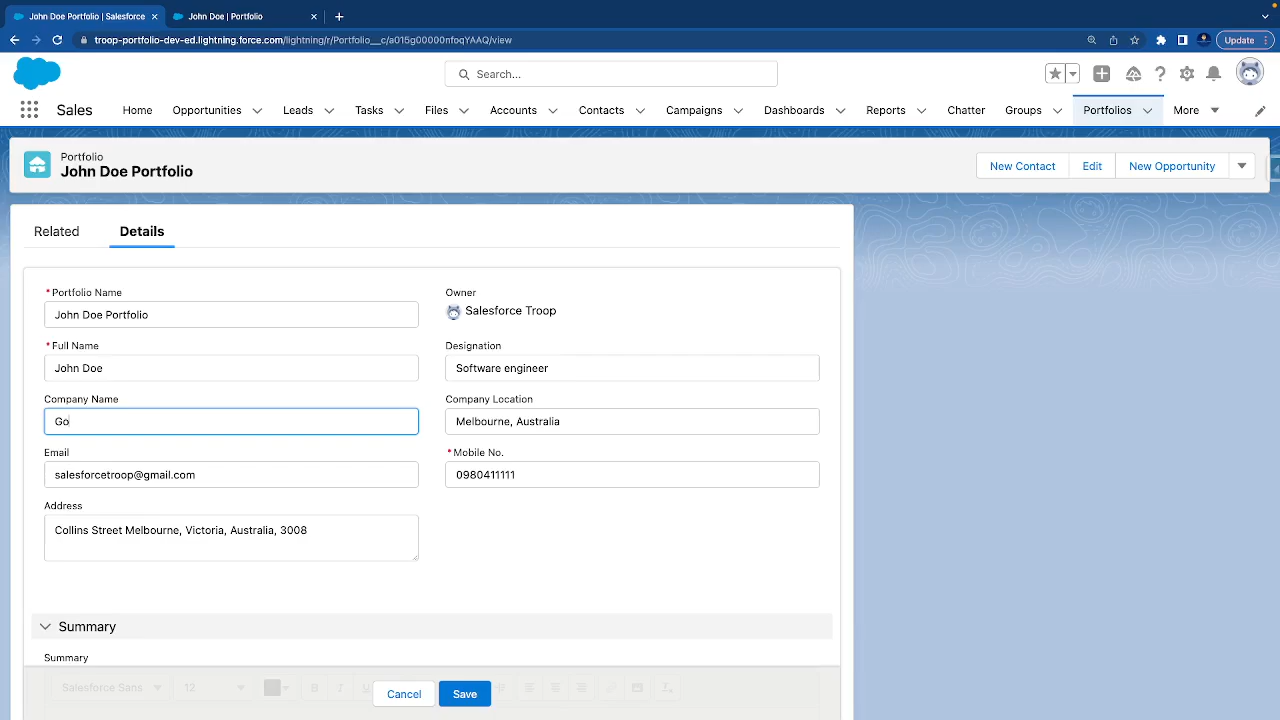 John Doe Portfolio | Salesforce
John Doe | Portfolio
troop-portfolio-dev-ed.lightning.force.com/lightning/r/Portfolio__c/a015g00000nfoqYAAQ/view
Update
Search...
Sales
Home
Opportunities
Leads
Tasks
Files
Accounts
Contacts
Campaigns
Dashboards
Reports
Chatter
Groups
Portfolios
More
Portfolio
John Doe Portfolio
New Contact
Edit
New Opportunity
Related
Details
* Portfolio Name
John Doe Portfolio
Owner
Salesforce Troop
* Full Name
John Doe
Designation
Software engineer
Company Name
Go
Company Location
Melbourne, Australia
Email
salesforcetroop@gmail.com
* Mobile No.
0980411111
Address
Collins Street Melbourne, Victoria, Australia, 3008
Summary
Summary
Salesforce Sans
12
B
I
U
Cancel
Save